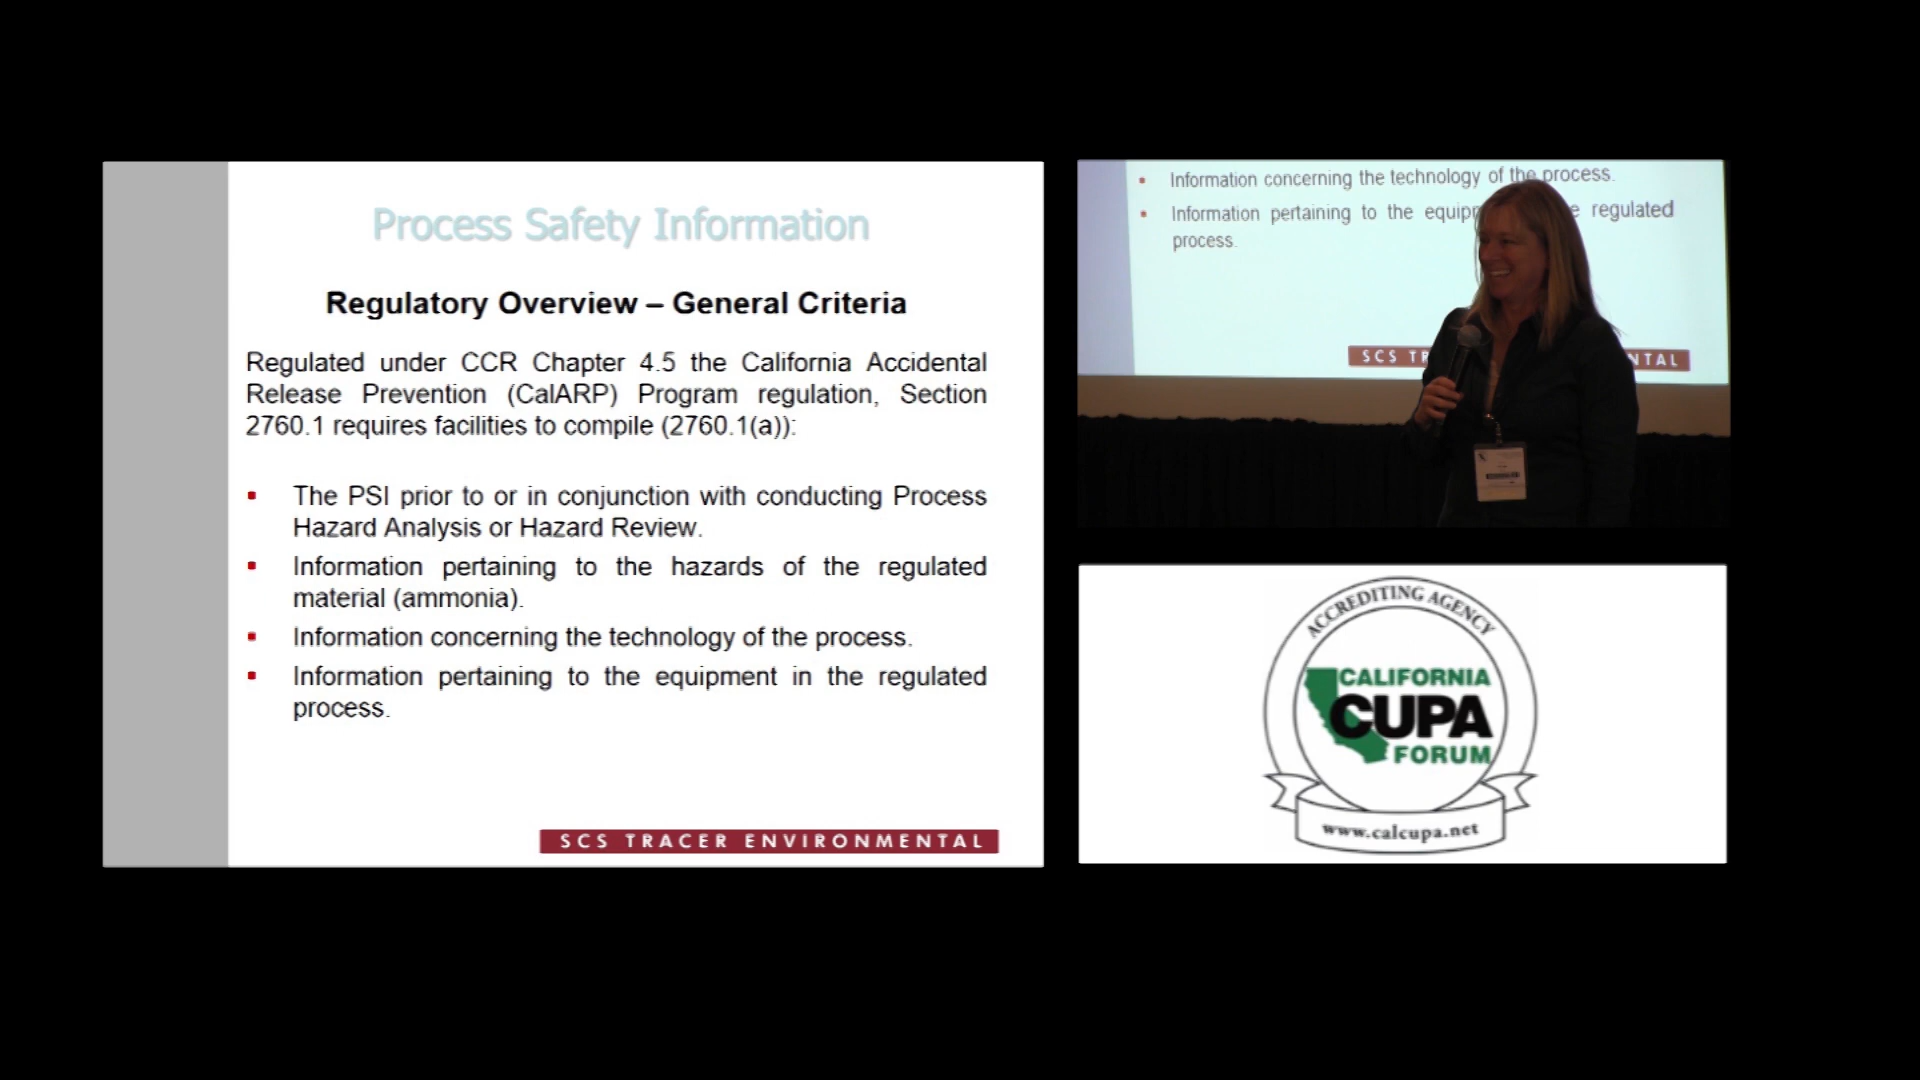 Process Safety Information
Regulatory Overview – General Criteria
Regulated under CCR Chapter 4.5 the California Accidental
Release Prevention (CalARP) Program regulation, Section
2760.1 requires facilities to compile (2760.1(a)):
▪ The PSI prior to or in conjunction with conducting Process
Hazard Analysis or Hazard Review.
▪ Information pertaining to the hazards of the regulated
material (ammonia).
▪ Information concerning the technology of the process.
▪ Information pertaining to the equipment in the regulated
process.
SCS TRACER ENVIRONMENTAL
• Information concerning the technology of the process.
• Information pertaining to the regulated
process.
SCS
ACCREDITING AGENCY
CALIFORNIA
CUPA
FORUM
www.calcupa.net